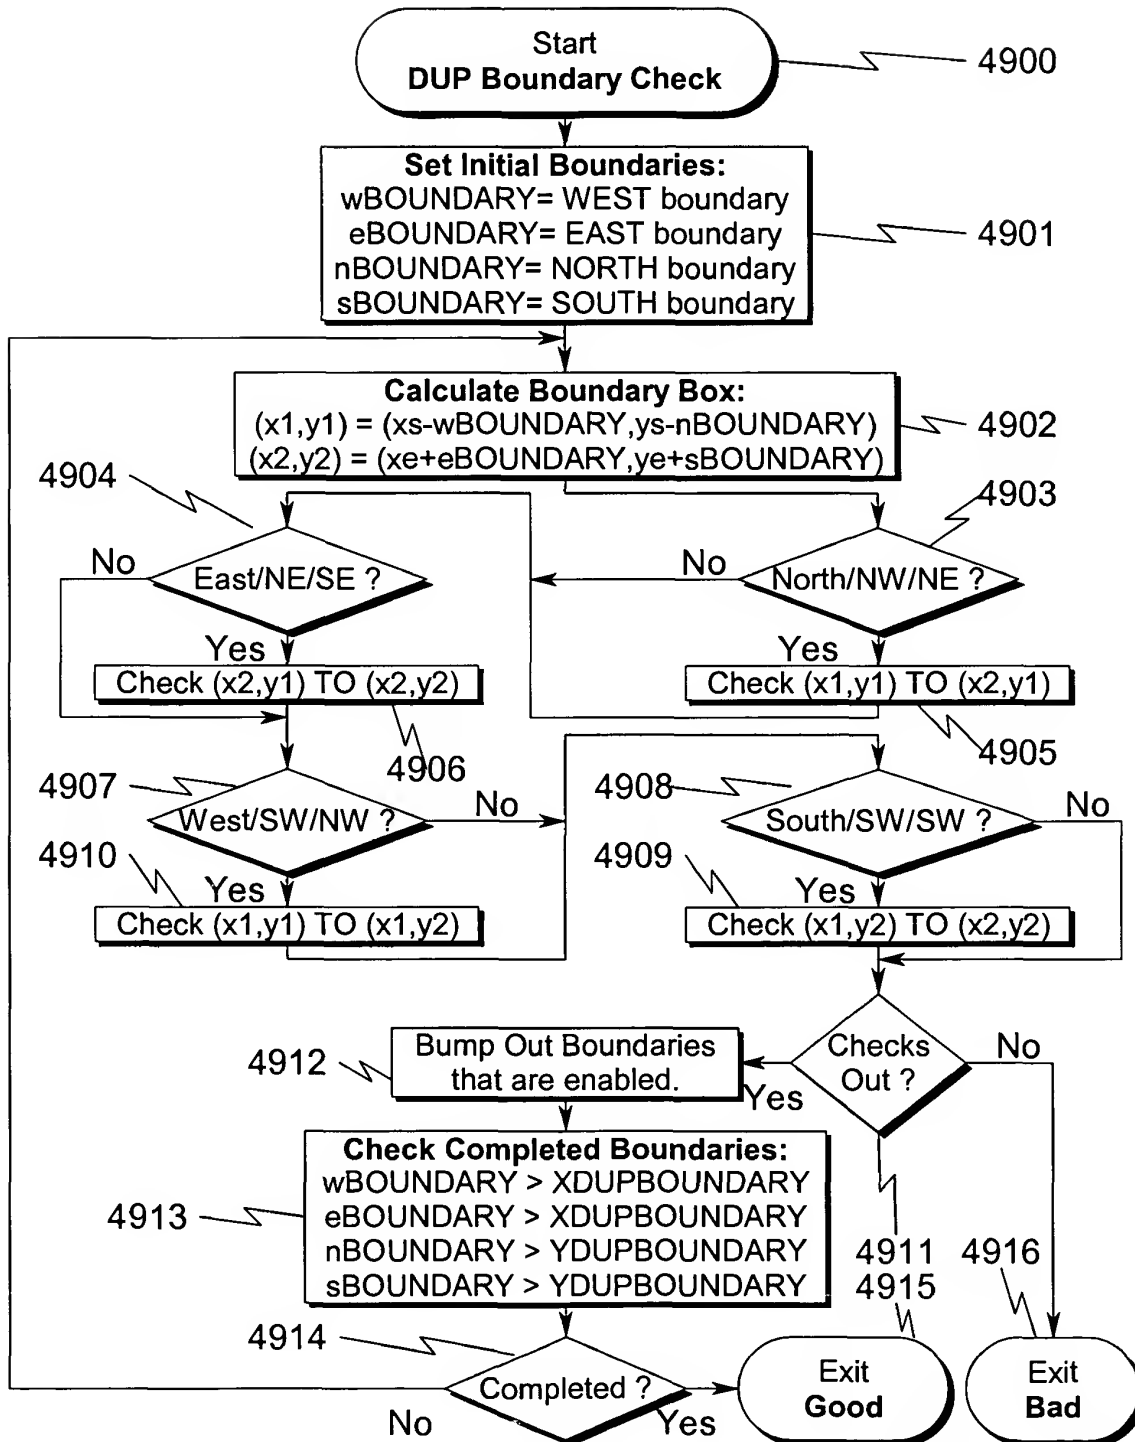 Start
DUP Boundary Check
4900
Set Initial Boundaries:
wBOUNDARY= WEST boundary
eBOUNDARY= EAST boundary
nBOUNDARY= NORTH boundary
sBOUNDARY= SOUTH boundary
4901
Calculate Boundary Box:
(x1,y1) = (xs-wBOUNDARY,ys-nBOUNDARY)
(x2,y2) = (xe+eBOUNDARY,ye+sBOUNDARY)
4902
4904
4903
No
East/NE/SE ?
No
North/NW/NE ?
Yes
Yes
Check (x2,y1) TO (x2,y2)
Check (x1,y1) TO (x2,y1)
4906
4905
4907
4908
West/SW/NW ?
No
South/SW/SW ?
No
4910
4909
Yes
Yes
Check (x1,y1) TO (x1,y2)
Check (x1,y2) TO (x2,y2)
4912
Bump Out Boundaries
that are enabled.
Checks
Out ?
Yes
No
Check Completed Boundaries:
wBOUNDARY > XDUPBOUNDARY
eBOUNDARY > XDUPBOUNDARY
nBOUNDARY > YDUPBOUNDARY
sBOUNDARY > YDUPBOUNDARY
4913
4911
4916
4915
4914
Completed ?
No
Yes
Exit
Good
Exit
Bad